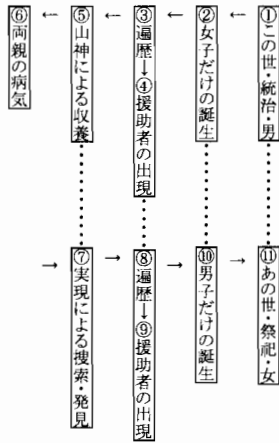 ①この世・統治・男
←
②女子だけの誕生
←
③遍歴→④援助者の出現
←
⑤山神による収養
←
⑥両親の病気
→
⑦実現による捜索・発見
→
⑧遍歴→⑨援助者の出現
→
⑩男子だけの誕生
→
⑪あの世・祭祀・女